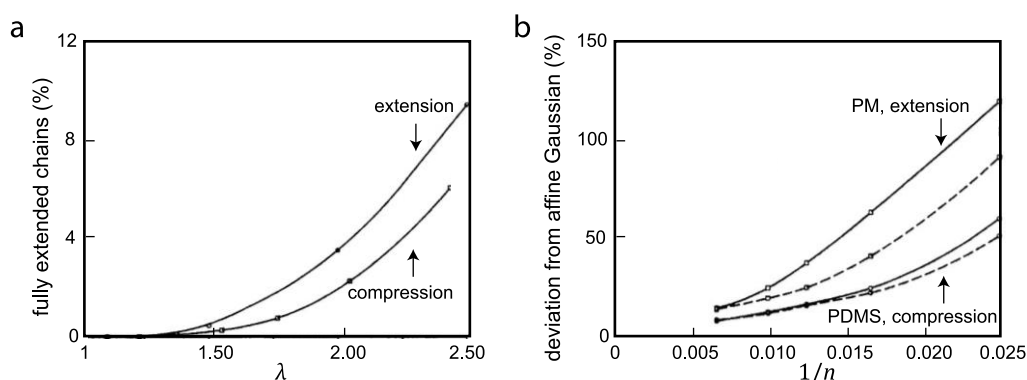 a
12
8
4
0
fully extended chains (%)
extension
compression
1
1.50
2.00
2.50
λ
b
150
100
50
0
deviation from affine Gaussian (%)
PM, extension
PDMS, compression
0
0.005
0.010
0.015
0.020
0.025
1/n